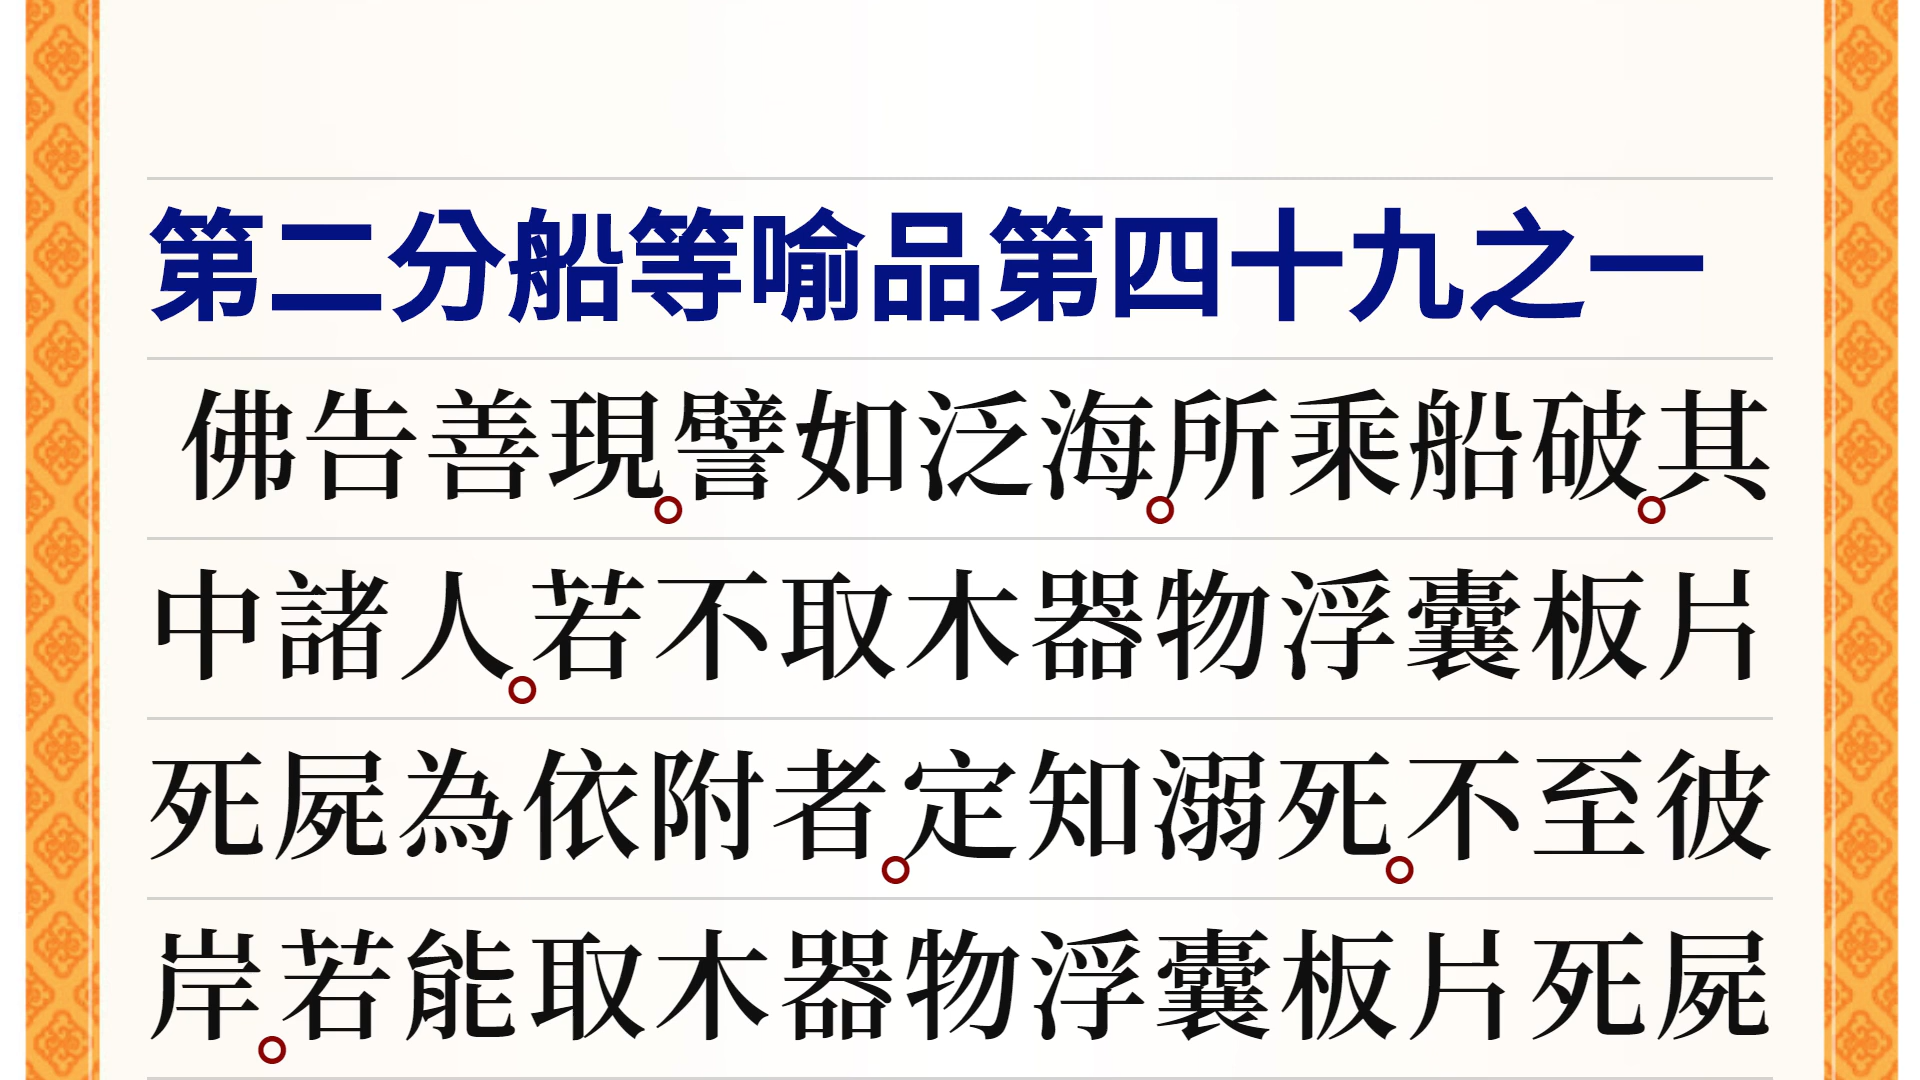 第二分船等喻品第四十九之一
佛告善現。譬如泛海。所乘船破。其
中諸人。若不取木器物浮囊板片
死屍為依附者。定知溺死。不至彼
岸。若能取木器物浮囊板片死屍